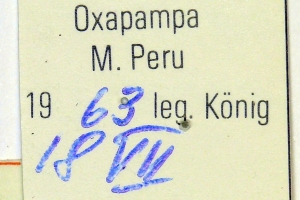 Oxapampa
M. Peru
19 63 leg. König
18 VII